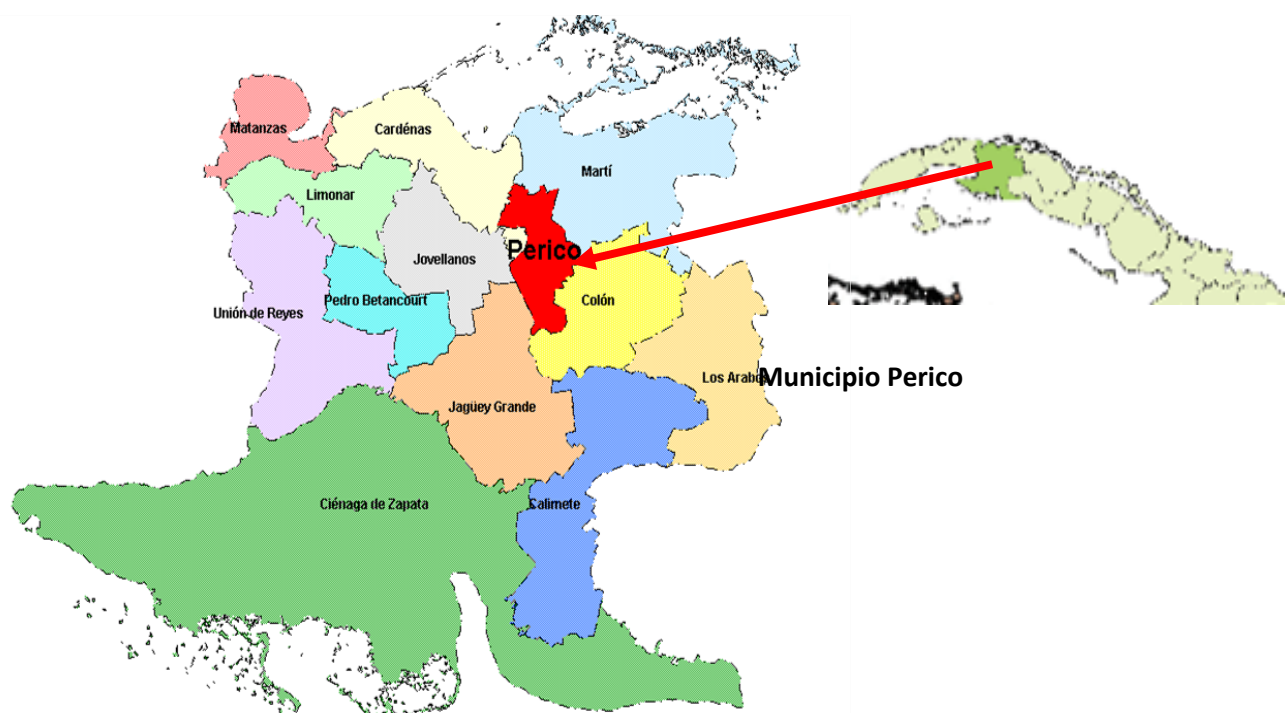 Matanzas
Cardénas
Martí
Limonar
Perico
Jovellanos
Pedro Betancourt
Colón
Unión de Reyes
Los Arabo
Municipio Perico
Jagüey Grande
Ciénaga de Zapata
Calimete